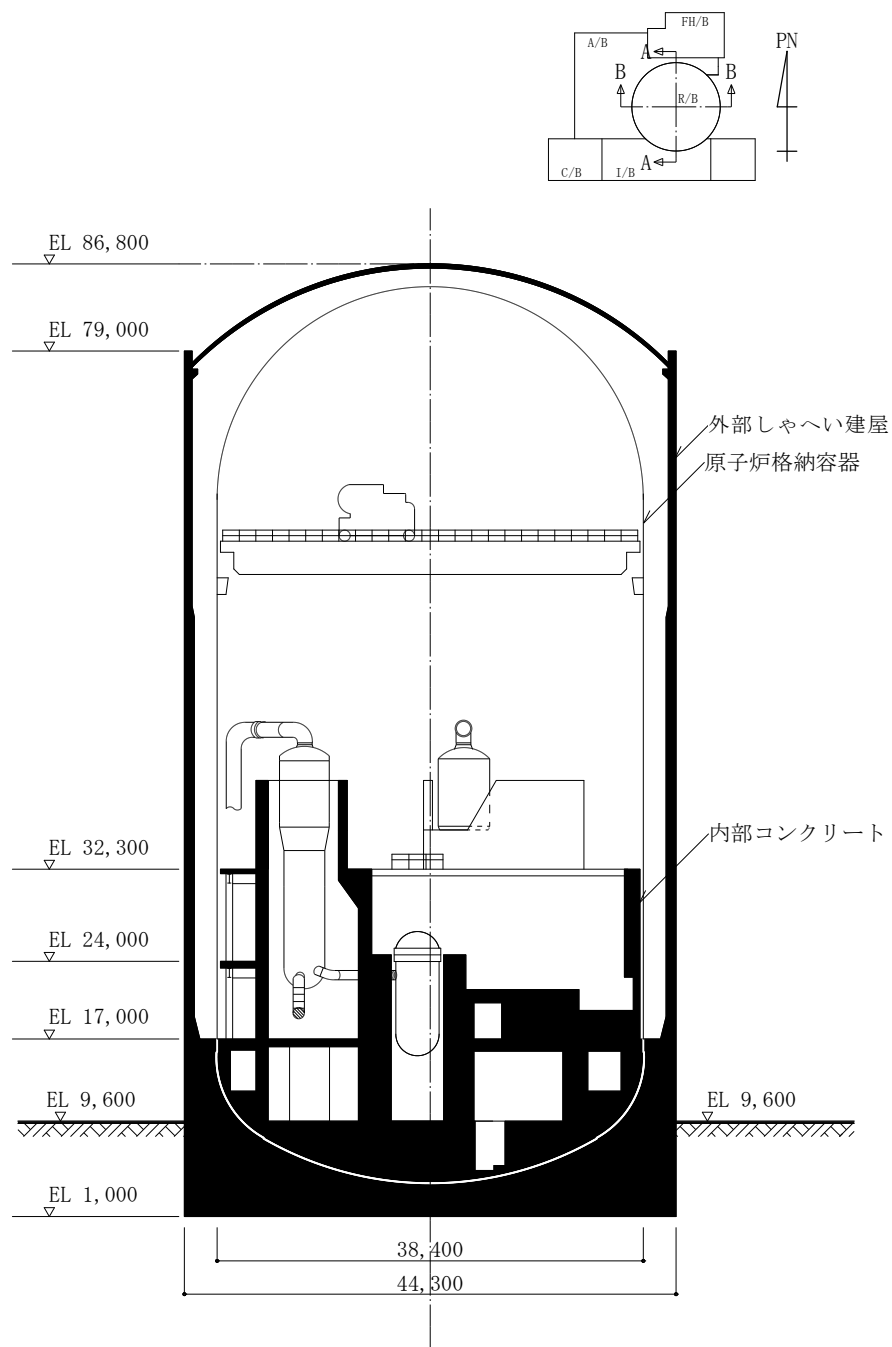 FH/B
A/B
PN
A
B
B
R/B
A
C/B
I/B
EL 86,800
EL 79,000
外部しゃへい建屋
原子炉格納容器
内部コンクリート
EL 32,300
EL 24,000
EL 17,000
EL 9,600
EL 9,600
EL 1,000
38,400
44,300